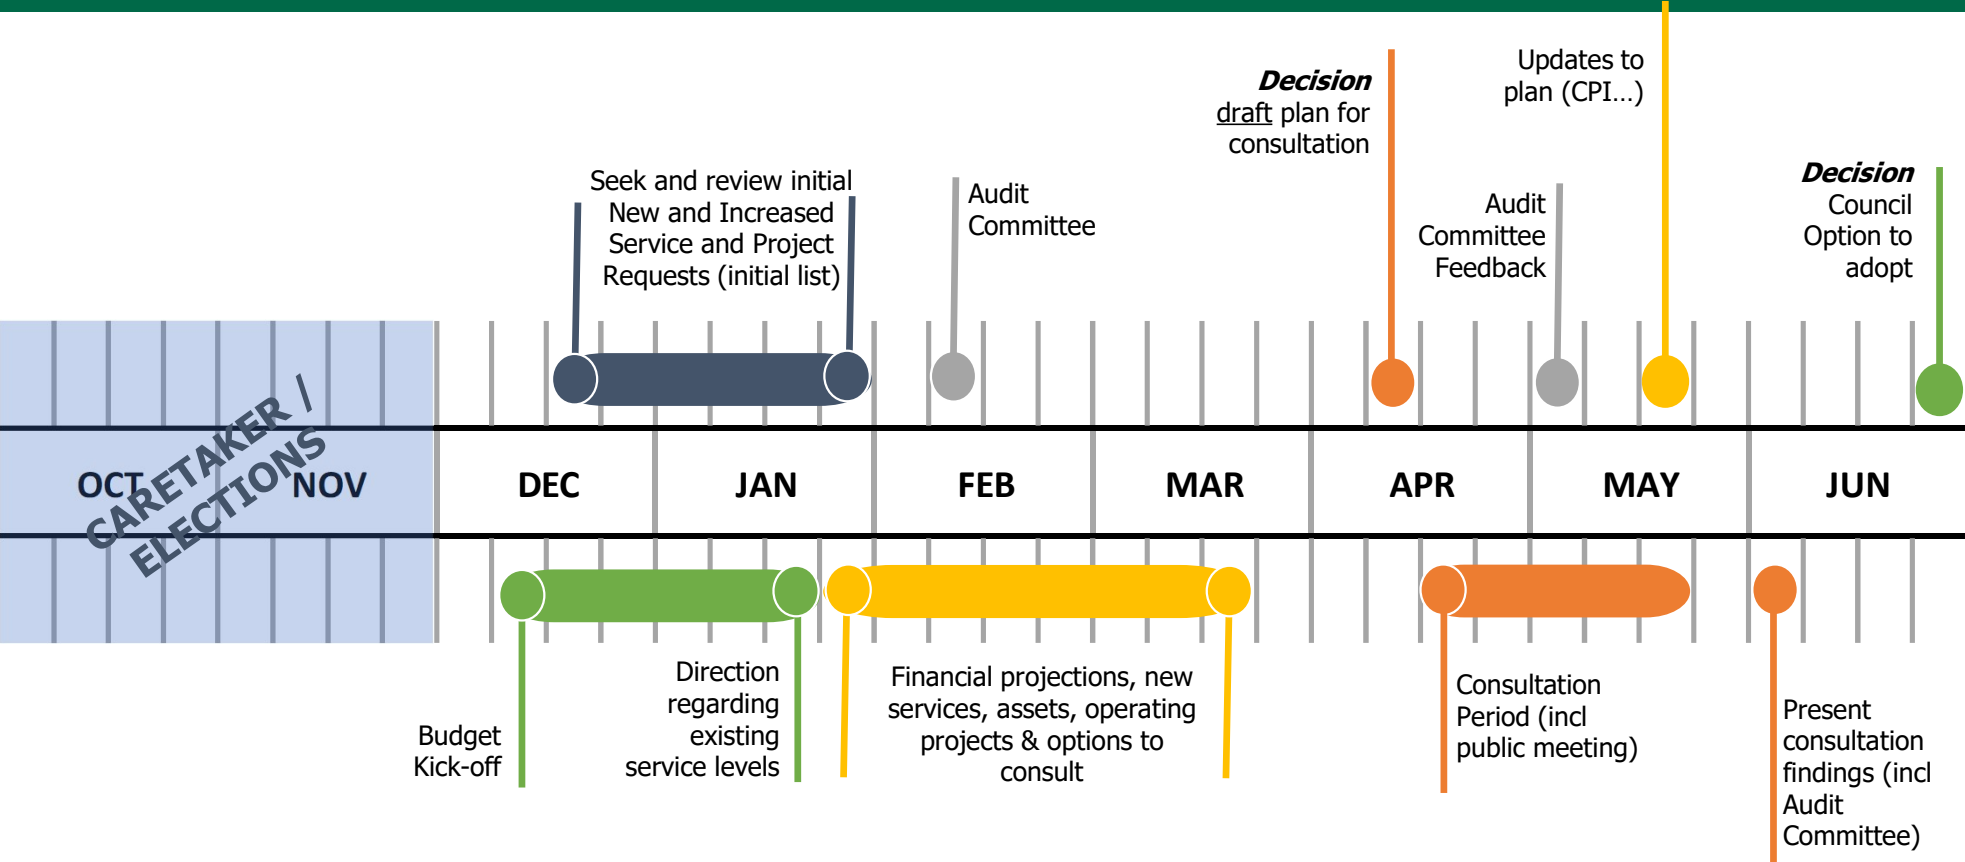 Updates to
plan (CPI...)
Decision
draft plan for
consultation
Decision
Council
Option to
adopt
Seek and review initial
New and Increased
Service and Project
Requests (initial list)
Audit
Committee
Audit
Committee
Feedback
CARETAKER /
ELECTIONS
OCT
NOV
DEC
JAN
FEB
MAR
APR
MAY
JUN
Budget
Kick-off
Direction
regarding
existing
service levels
Financial projections, new
services, assets, operating
projects & options to
consult
Consultation
Period (incl
public meeting)
Present
consultation
findings (incl
Audit
Committee)